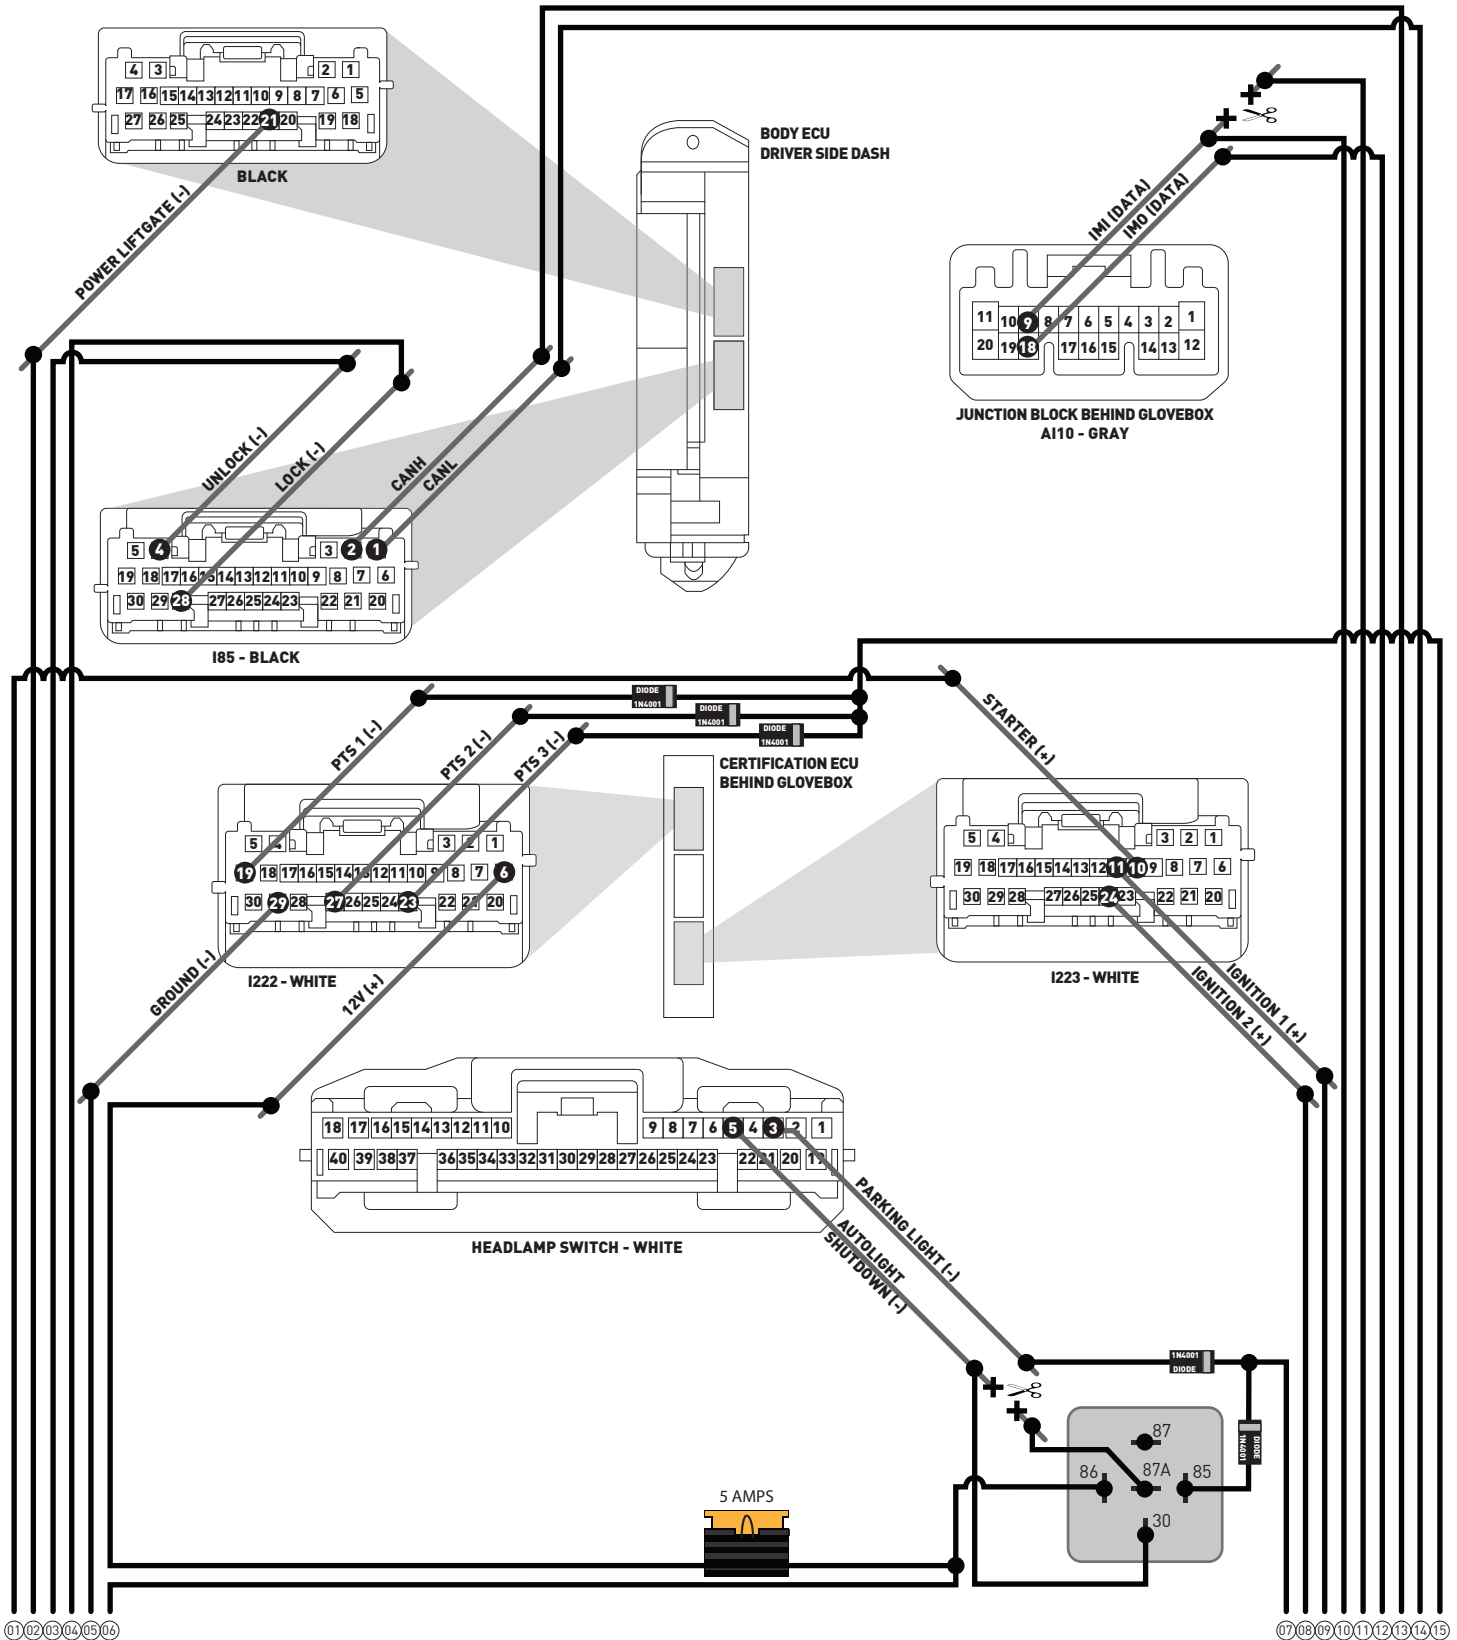 4 3 2 1
17 16 15 14 13 12 11 10 9 8 7 6 5
27 26 25 24 23 22 21 20 19 18
BLACK
POWER LIFTGATE (-)
BODY ECU
DRIVER SIDE DASH
IMI (DATA)
IMO (DATA)
11 10 9 8 7 6 5 4 3 2 1
20 19 18 17 16 15 14 13 12
JUNCTION BLOCK BEHIND GLOVEBOX
AI10 - GRAY
UNLOCK (-)
LOCK (-)
CANH
CANL
5 4 3 2 1
19 18 17 16 15 14 13 12 11 10 9 8 7 6
30 29 28 27 26 25 24 23 22 21 20
I85 - BLACK
DIODE
1N4001
DIODE
1N4001
DIODE
1N4001
PTS 1 (-)
PTS 2 (-)
PTS 3 (-)
STARTER (+)
CERTIFICATION ECU
BEHIND GLOVEBOX
5 4 3 2 1
19 18 17 16 15 14 13 12 11 10 9 8 7 6
30 29 28 27 26 25 24 23 22 21 20
I222 - WHITE
GROUND (-)
12V (+)
5 4 3 2 1
19 18 17 16 15 14 13 12 11 10 9 8 7 6
30 29 28 27 26 25 24 23 22 21 20
I223 - WHITE
IGNITION 1 (+)
IGNITION 2 (+)
18 17 16 15 14 13 12 11 10 9 8 7 6 5 4 3 2 1
40 39 38 37 36 35 34 33 32 31 30 29 28 27 26 25 24 23 22 21 20 19
HEADLAMP SWITCH - WHITE
PARKING LIGHT (-)
AUTOLIGHT
SHUTDOWN (-)
1N4001
DIODE
DIODE
1N4001
87
86 87A 85
30
5 AMPS
01 02 03 04 05 06 07 08 09 10 11 12 13 14 15